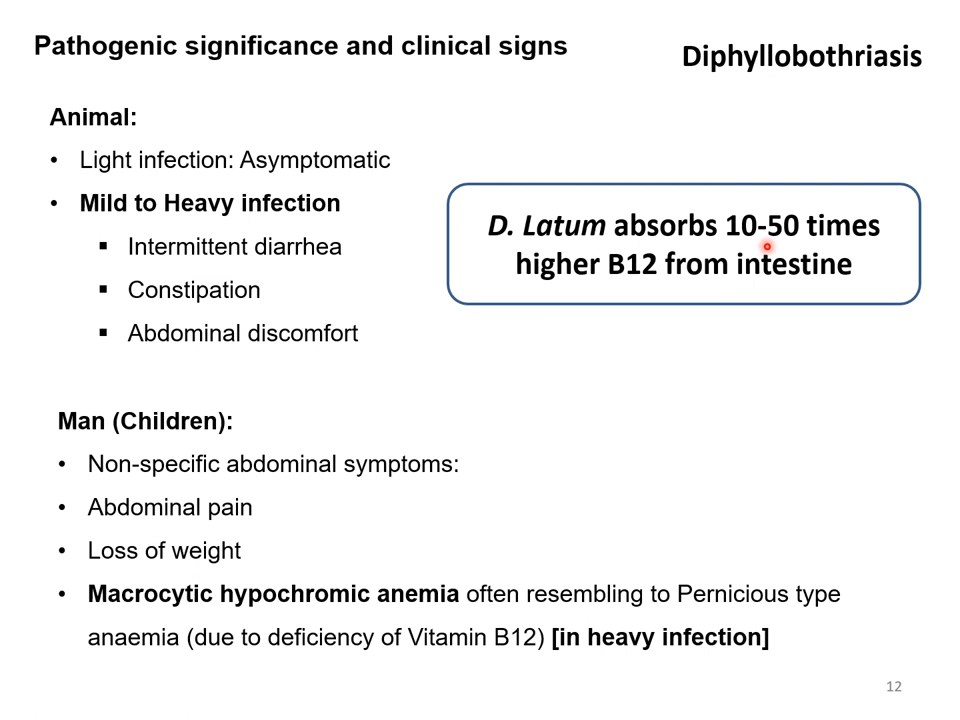 Pathogenic significance and clinical signs
Diphyllobothriasis
Animal:
• Light infection: Asymptomatic
• Mild to Heavy infection
▪ Intermittent diarrhea
▪ Constipation
▪ Abdominal discomfort
D. Latum absorbs 10-50 times
higher B12 from intestine
Man (Children):
• Non-specific abdominal symptoms:
• Abdominal pain
• Loss of weight
• Macrocytic hypochromic anemia often resembling to Pernicious type
anaemia (due to deficiency of Vitamin B12) [in heavy infection]
12